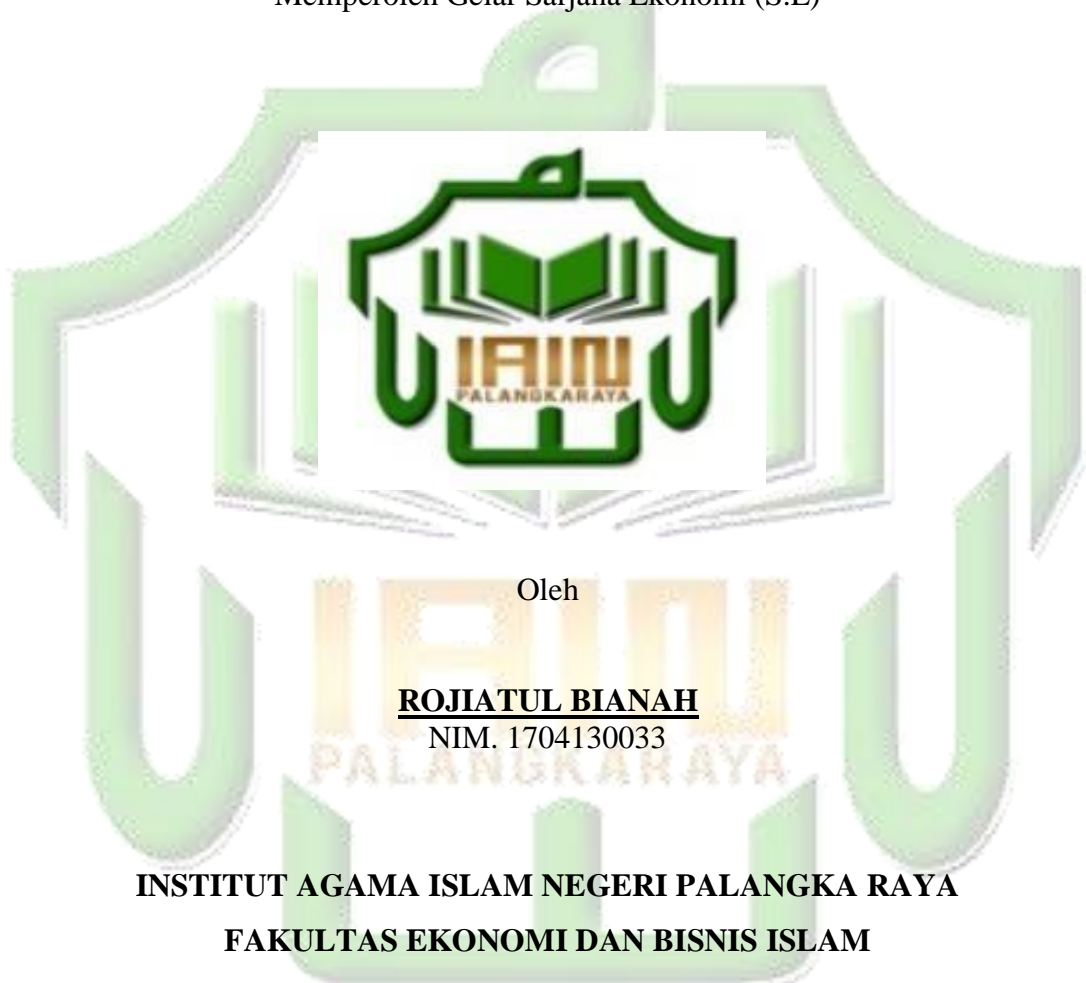 Memperoleh Gelar Sarjana Ekonomi (S.E)
IAIN
PALANGKARAYA
Oleh
IAIN
ROJIATUL BIANAH
NIM. 1704130033
PALANGKARAYA
INSTITUT AGAMA ISLAM NEGERI PALANGKA RAYA
FAKULTAS EKONOMI DAN BISNIS ISLAM